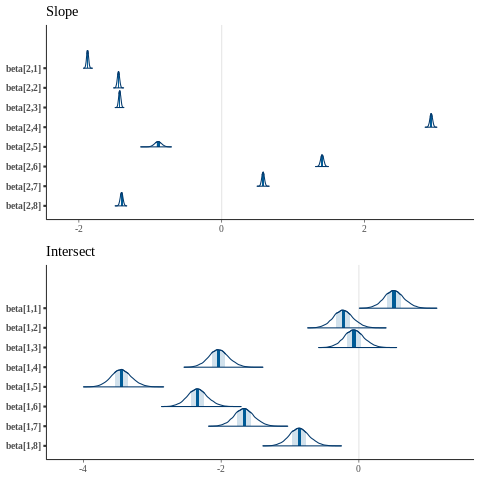 Slope
beta[2,1]
beta[2,2]
beta[2,3]
beta[2,4]
beta[2,5]
beta[2,6]
beta[2,7]
beta[2,8]
-2 0 2
Intersect
beta[1,1]
beta[1,2]
beta[1,3]
beta[1,4]
beta[1,5]
beta[1,6]
beta[1,7]
beta[1,8]
-4 -2 0